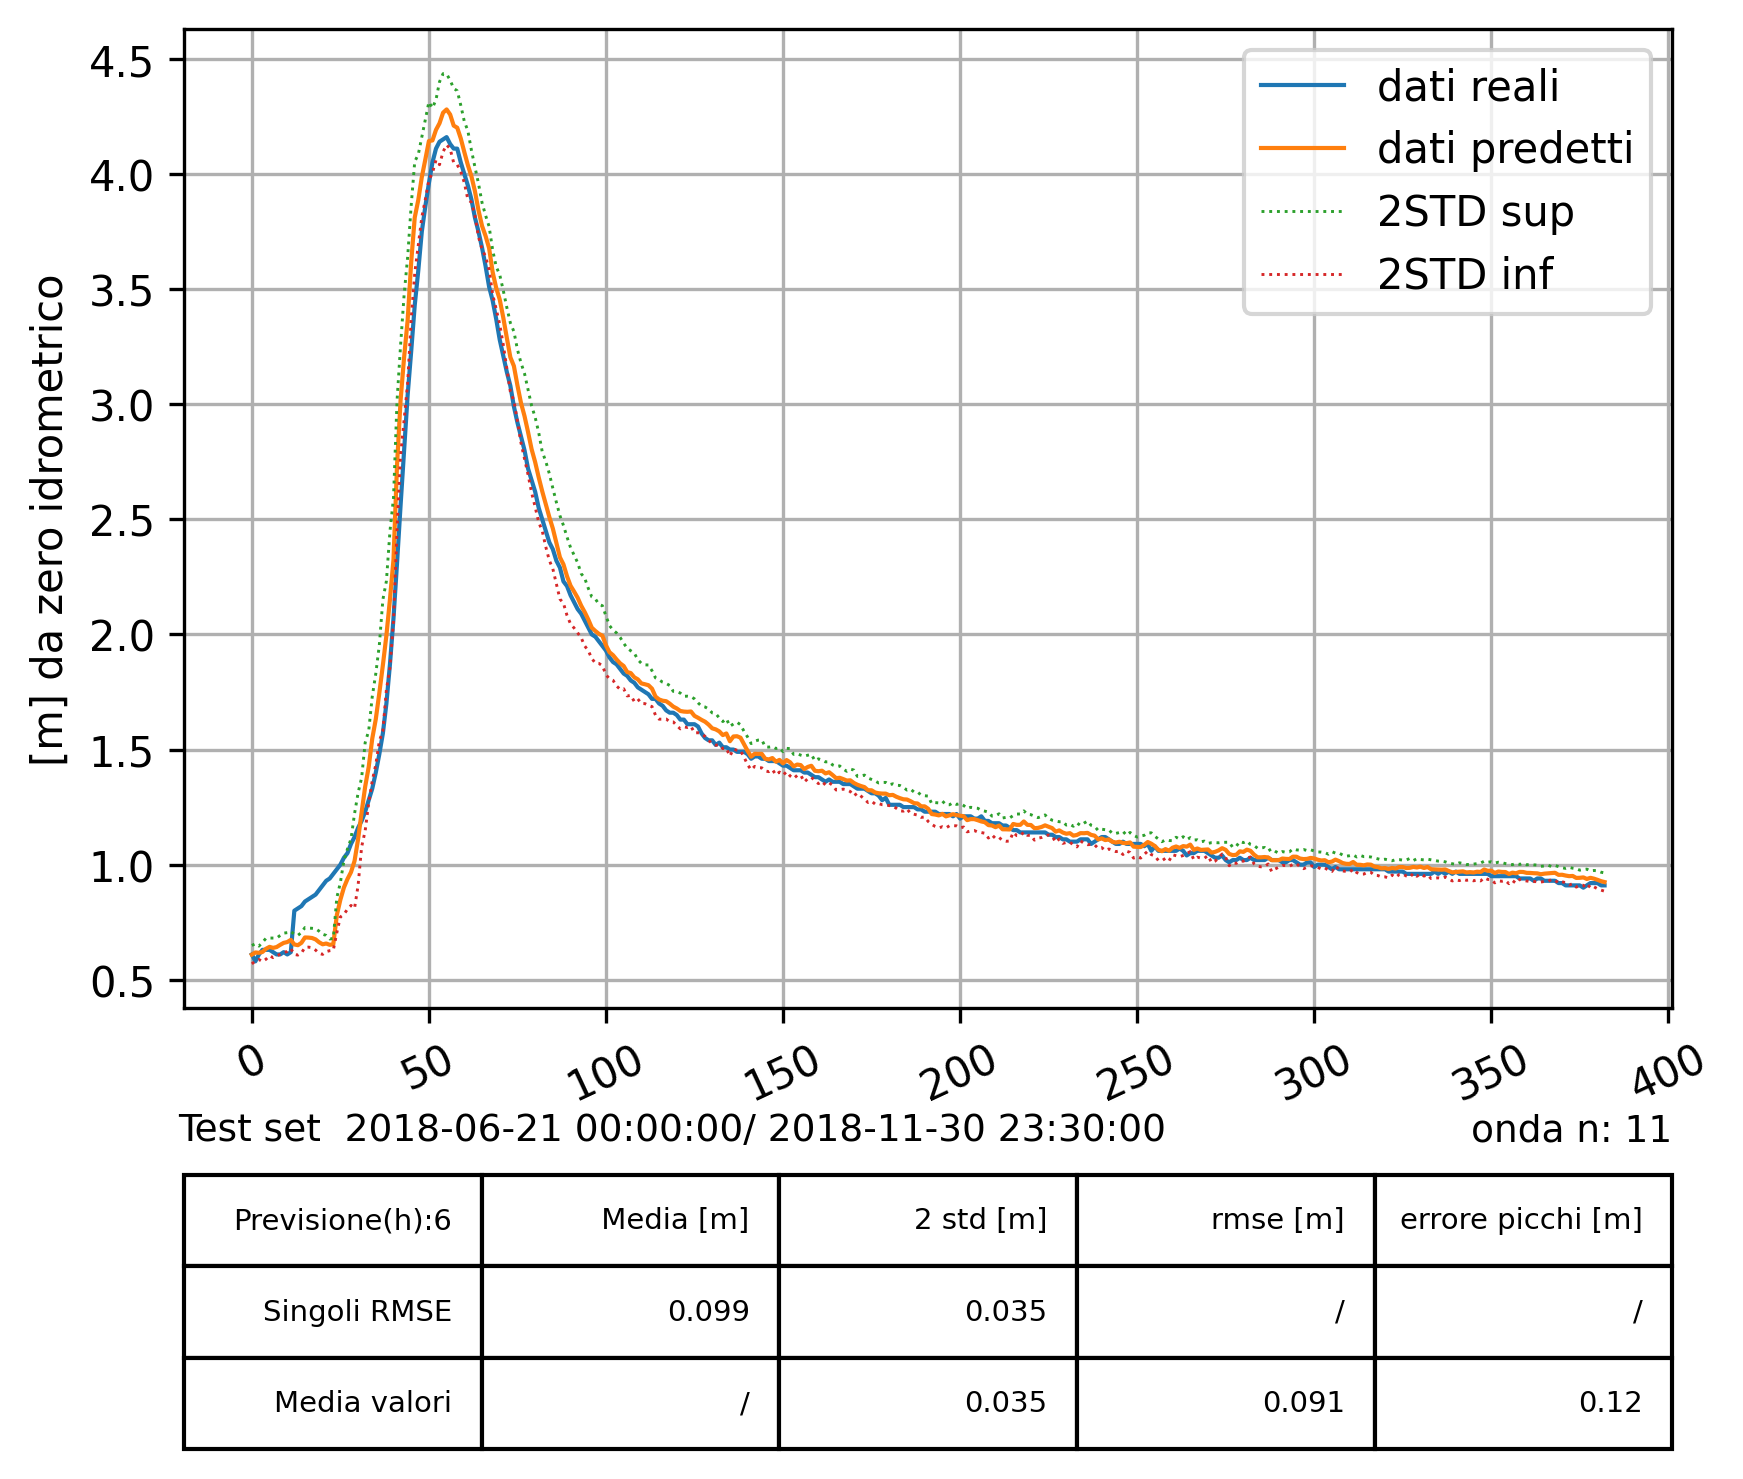 4.5
4.0
3.5
3.0
2.5
2.0
1.5
1.0
0.5
[m] da zero idrometrico
dati reali
dati predetti
2STD sup
2STD inf
0 50 100 150 200 250 300 350 400
Test set 2018-06-21 00:00:00/ 2018-11-30 23:30:00 onda n: 11
Previsione(h):6 Media [m] 2 std [m] rmse [m] errore picchi [m]
Singoli RMSE 0.099 0.035 / /
Media valori / 0.035 0.091 0.12